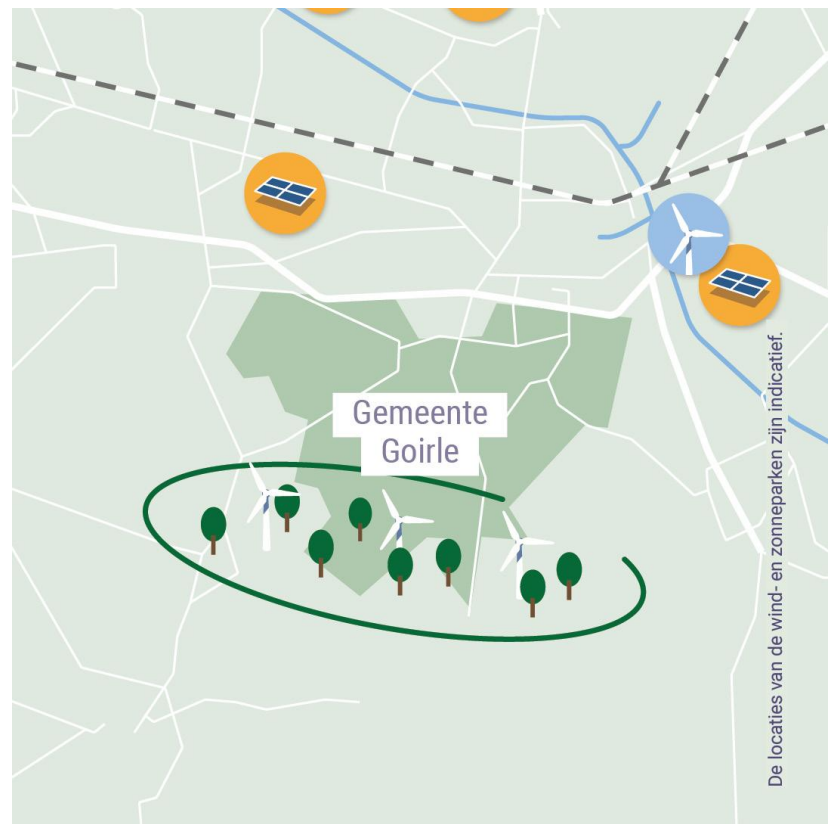 Gemeente
Goirle
De locaties van de wind- en zonneparken zijn indicatief.